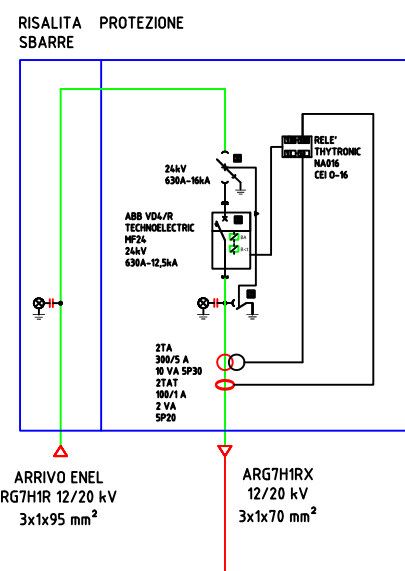 RISALITA PROTEZIONE
SBARRE
RELE'
THYTRONIC
NA016
CEI 0-16
24kV
630A-16kA
ABB VD4/R
TECHNOELECTRIC
MF24
24kV
630A-12,5kA
2TA
300/5 A
10 VA 5P30
2TAT
100/1 A
2 VA
5P20
ARRIVO ENEL
RG7H1R 12/20 kV
3x1x95 mm²
ARG7H1RX
12/20 kV
3x1x70 mm²